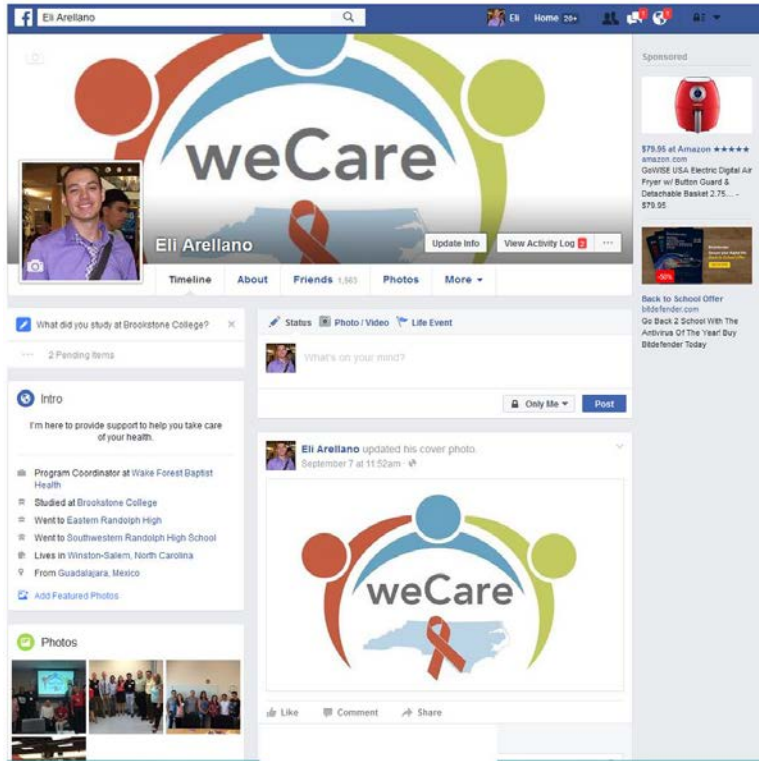 Eli Arellano
Eli
Home 20+
weCare
Eli Arellano
Update Info
View Activity Log 2
Timeline
About
Friends 1,563
Photos
More
What did you study at Brookstone College?
2 Pending Items
Intro
I'm here to provide support to help you take care
of your health.
Program Coordinator at Wake Forest Baptist
Health
Studied at Brookstone College
Went to Eastern Randolph High
Went to Southwestern Randolph High School
Lives in Winston-Salem, North Carolina
From Guadalajara, Mexico
Add Featured Photos
Photos
Status
Photo / Video
Life Event
What's on your mind?
Only Me
Post
Eli Arellano updated his cover photo.
September 7 at 11:52am ·
weCare
Like
Comment
Share
Sponsored
$79.95 at Amazon ★★★★★
amazon.com
GoWISE USA Electric Digital Air
Fryer w/ Button Guard &
Detachable Basket 2.75... -
$79.95
-50%
Back to School Offer
bitdefender.com
Go Back 2 School With The
Antivirus Of The Year! Buy
Bitdefender Today